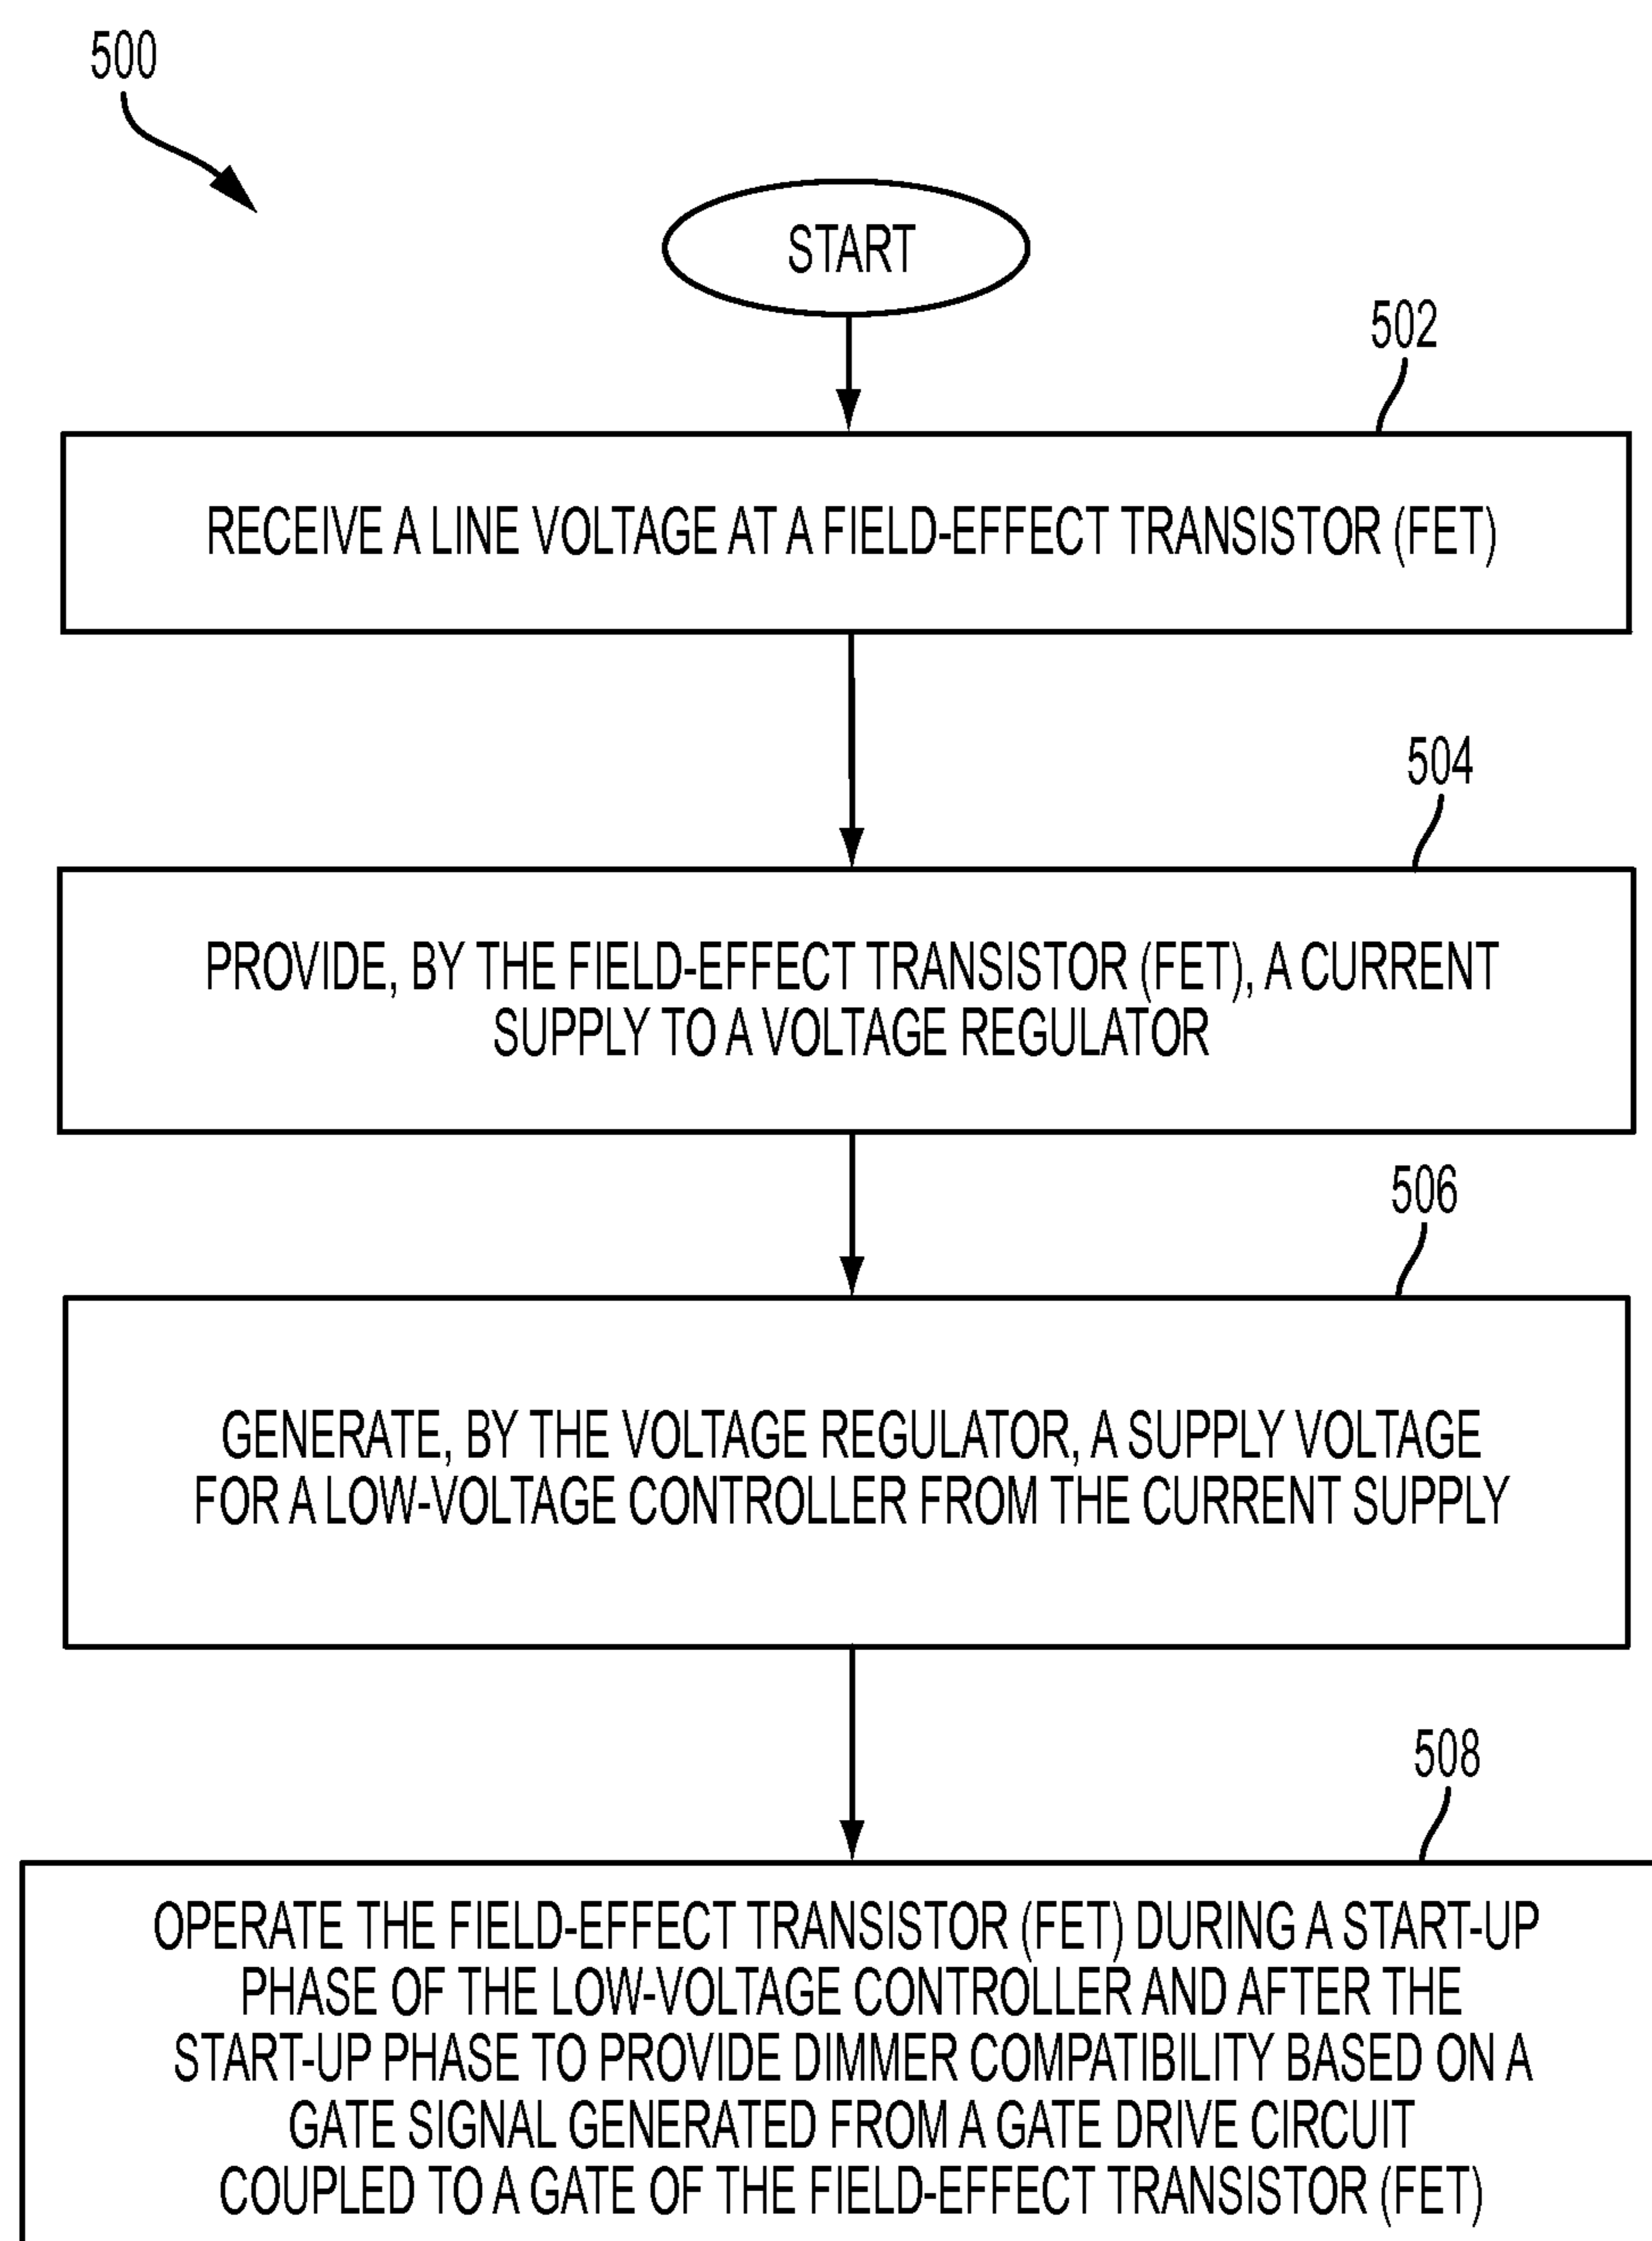 500
START
502
RECEIVE A LINE VOLTAGE AT A FIELD-EFFECT TRANSISTOR (FET)
504
PROVIDE, BY THE FIELD-EFFECT TRANSISTOR (FET), A CURRENT
SUPPLY TO A VOLTAGE REGULATOR
506
GENERATE, BY THE VOLTAGE REGULATOR, A SUPPLY VOLTAGE
FOR A LOW-VOLTAGE CONTROLLER FROM THE CURRENT SUPPLY
508
OPERATE THE FIELD-EFFECT TRANSISTOR (FET) DURING A START-UP
PHASE OF THE LOW-VOLTAGE CONTROLLER AND AFTER THE
START-UP PHASE TO PROVIDE DIMMER COMPATIBILITY BASED ON A
GATE SIGNAL GENERATED FROM A GATE DRIVE CIRCUIT
COUPLED TO A GATE OF THE FIELD-EFFECT TRANSISTOR (FET)